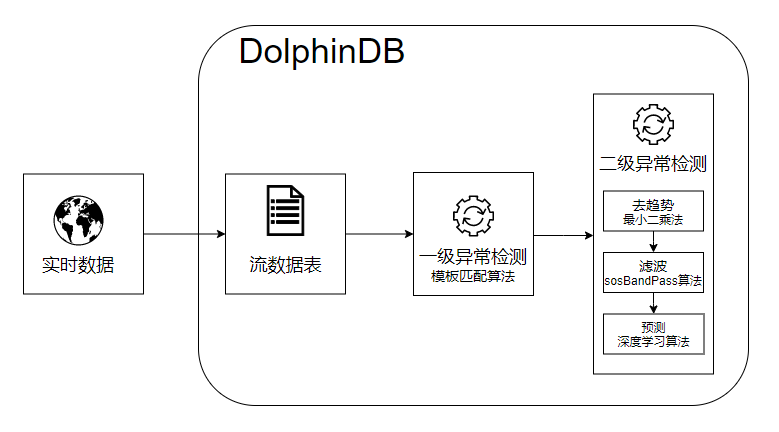 DolphinDB
实时数据
流数据表
一级异常检测
模板匹配算法
二级异常检测
去趋势
最小二乘法
滤波
sosBandPass算法
预测
深度学习算法